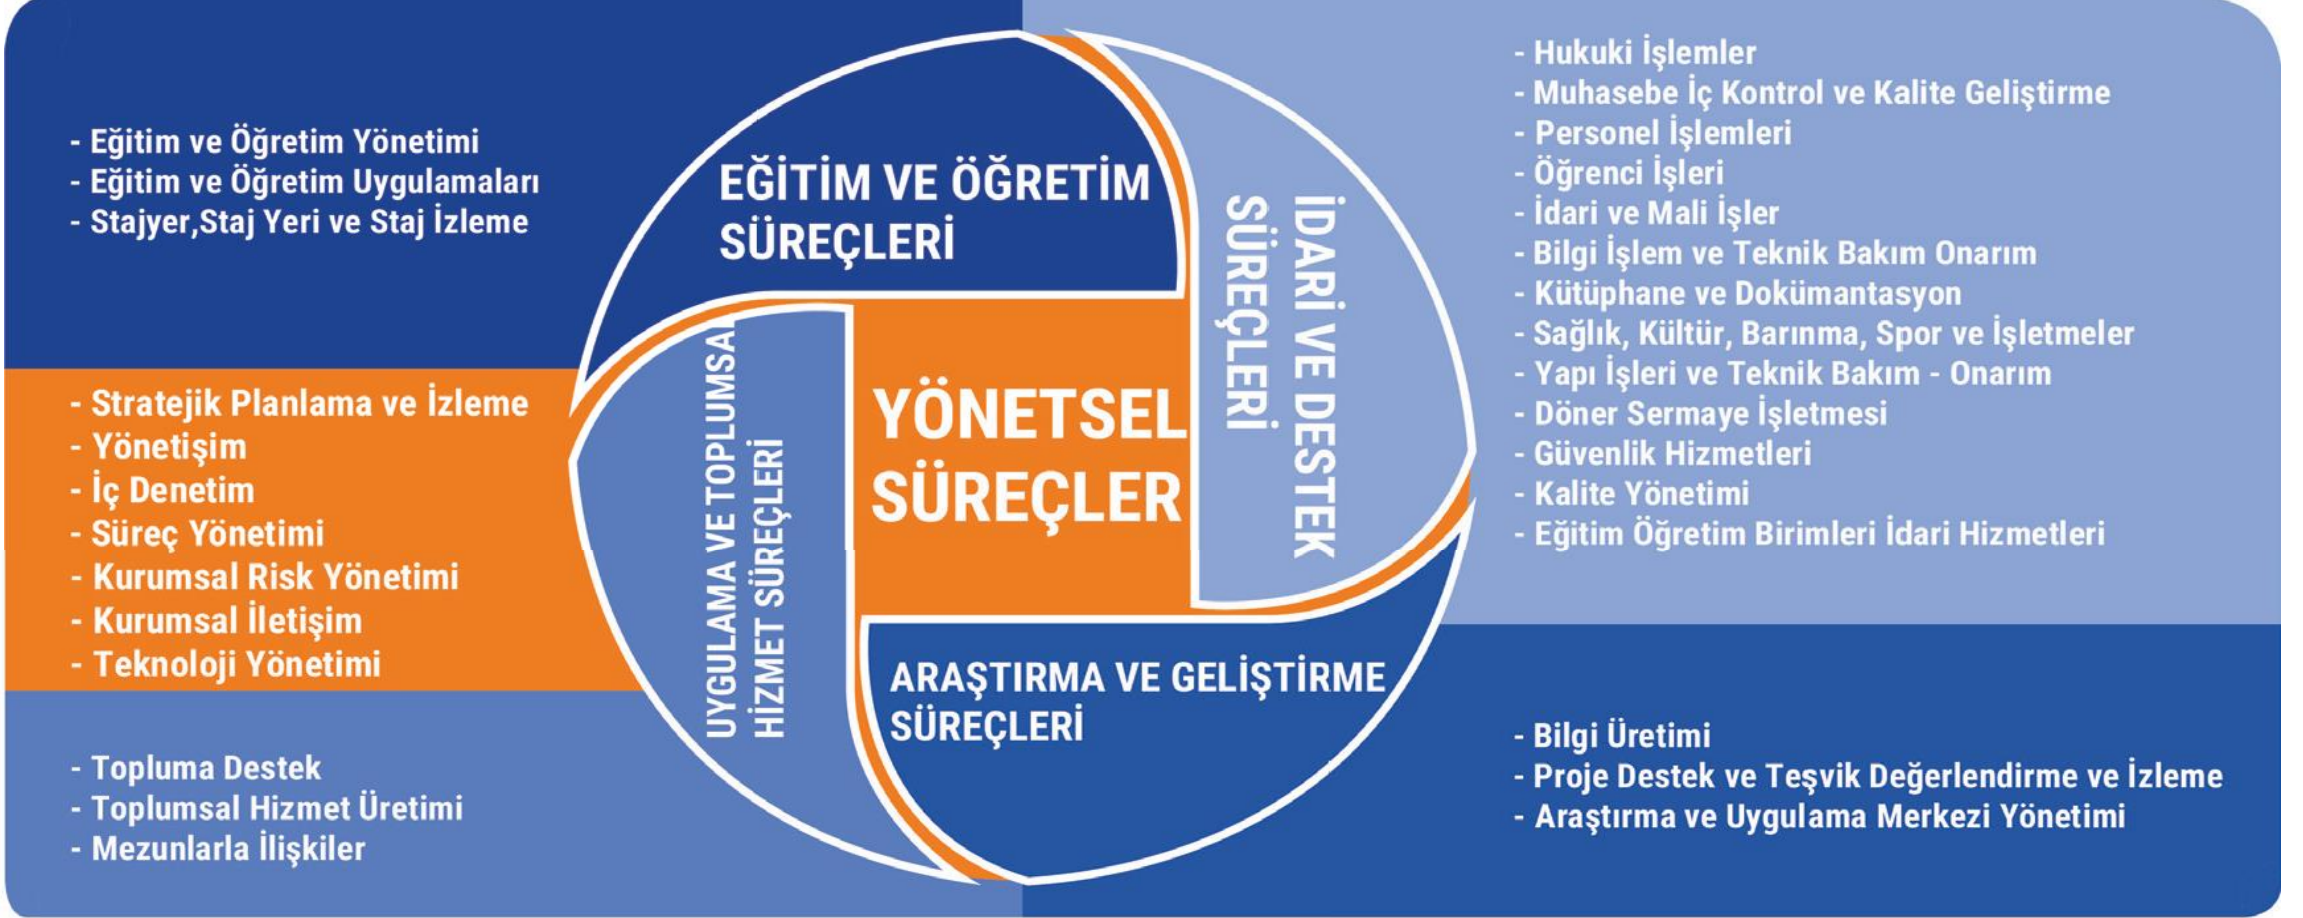 - Eğitim ve Öğretim Yönetimi
- Eğitim ve Öğretim Uygulamaları
- Stajyer,Staj Yeri ve Staj İzleme
- Stratejik Planlama ve İzleme
- Yönetişim
- İç Denetim
- Süreç Yönetimi
- Kurumsal Risk Yönetimi
- Kurumsal İletişim
- Teknoloji Yönetimi
- Topluma Destek
- Toplumsal Hizmet Üretimi
- Mezunlarla İlişkiler
EĞİTİM VE ÖĞRETİM
SÜREÇLERİ
İDARİ VE DESTEK
SÜREÇLERİ
YÖNETSEL
SÜREÇLER
UYGULAMA VE TOPLUMSAL
HİZMET SÜREÇLERİ
ARAŞTIRMA VE GELİŞTİRME
SÜREÇLERİ
- Hukuki İşlemler
- Muhasebe İç Kontrol ve Kalite Geliştirme
- Personel İşlemleri
- Öğrenci İşleri
- İdari ve Mali İşler
- Bilgi İşlem ve Teknik Bakım Onarım
- Kütüphane ve Dokümantasyon
- Sağlık, Kültür, Barınma, Spor ve İşletmeler
- Yapı İşleri ve Teknik Bakım - Onarım
- Döner Sermaye İşletmesi
- Güvenlik Hizmetleri
- Kalite Yönetimi
- Eğitim Öğretim Birimleri İdari Hizmetleri
- Bilgi Üretimi
- Proje Destek ve Teşvik Değerlendirme ve İzleme
- Araştırma ve Uygulama Merkezi Yönetimi